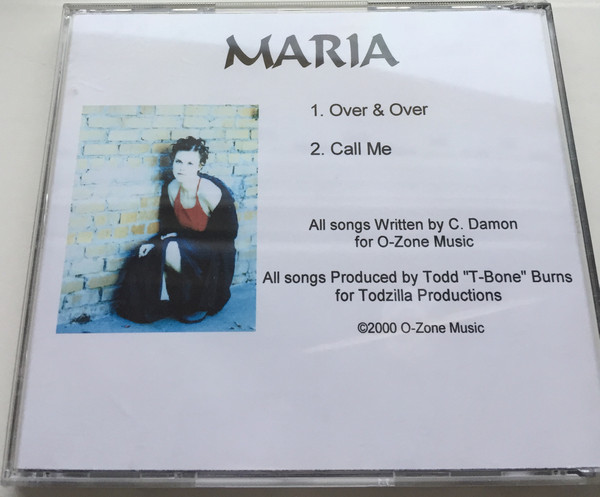 MARIA
1. Over & Over
2. Call Me
All songs Written by C. Damon
for O-Zone Music
All songs Produced by Todd "T-Bone" Burns
for Todzilla Productions
©2000 O-Zone Music